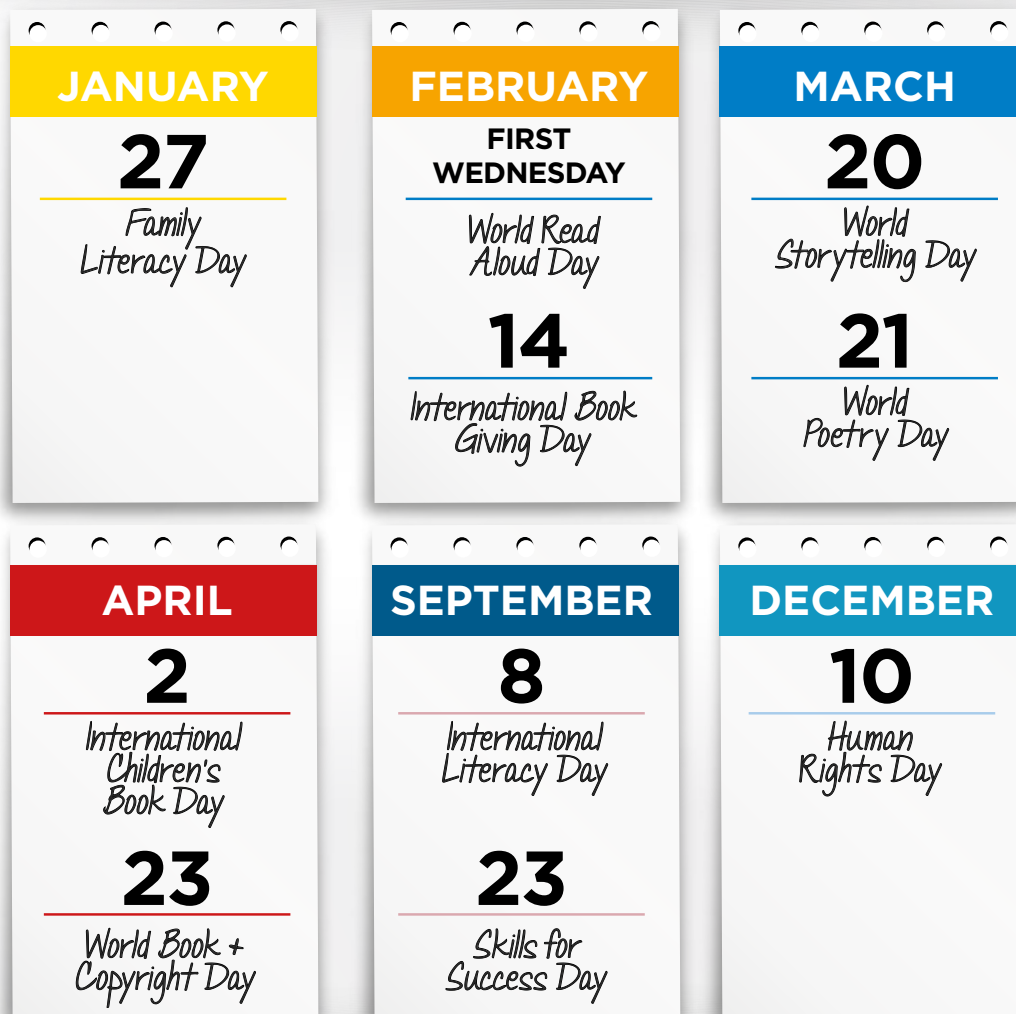 JANUARY
27
Family
Literacy Day
FEBRUARY
FIRST
WEDNESDAY
World Read
Aloud Day
14
International Book
Giving Day
MARCH
20
World
Storytelling Day
21
World
Poetry Day
APRIL
2
International
Children's
Book Day
23
World Book +
Copyright Day
SEPTEMBER
8
International
Literacy Day
23
Skills for
Success Day
DECEMBER
10
Human
Rights Day